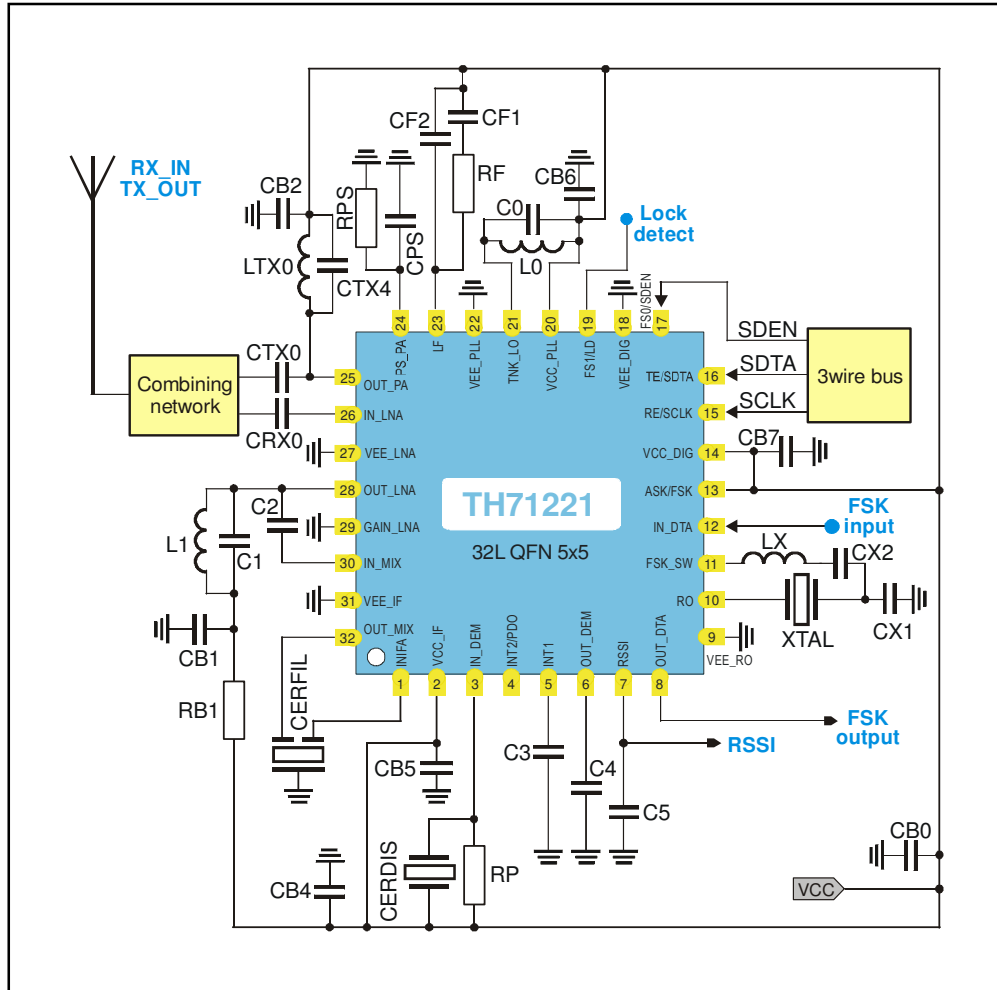 CF1
CF2
RX_IN
TX_OUT
CB2
RPS
CPS
RF
CB6
C0
L0
Lock
detect
LTX0
CTX4
FS0/SDEN
24
23
22
21
20
19
18
17
PS_PA
LF
VEE_PLL
TNK_LO
VCC_PLL
FS1/LD
VEE_DIG
SDEN
SDTA
SCLK
3wire bus
Combining
network
CTX0
CRX0
25
OUT_PA
26
IN_LNA
27
VEE_LNA
28
OUT_LNA
29
GAIN_LNA
30
IN_MIX
31
VEE_IF
32
OUT_MIX
TE/SDTA
16
RE/SCLK
15
VCC_DIG
14
ASK/FSK
13
IN_DTA
12
FSK_SW
11
RO
10
9
VEE_RO
CB7
TH71221
32L QFN 5x5
FSK
input
LX
CX2
XTAL
CX1
C2
L1
C1
CB1
RB1
CERFIL
INIFA
VCC_IF
IN_DEM
INT2/PDO
INT1
OUT_DEM
RSSI
OUT_DTA
1
2
3
4
5
6
7
8
FSK
output
RSSI
C3
C4
C5
CB5
CB0
CB4
CERDIS
RP
VCC